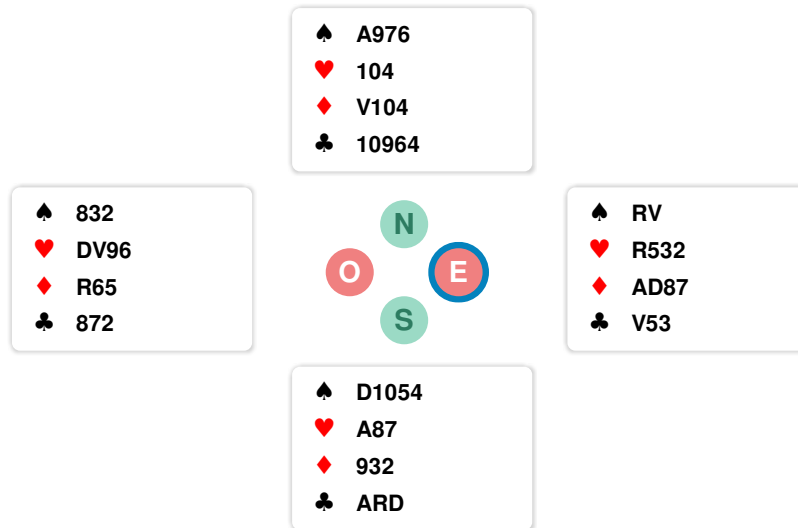 ♠ A976
♥ 104
♦ V104
♣ 10964
♠ 832
♥ DV96
♦ R65
♣ 872
N
O
E
S
♠ RV
♥ R532
♦ AD87
♣ V53
♠ D1054
♥ A87
♦ 932
♣ ARD